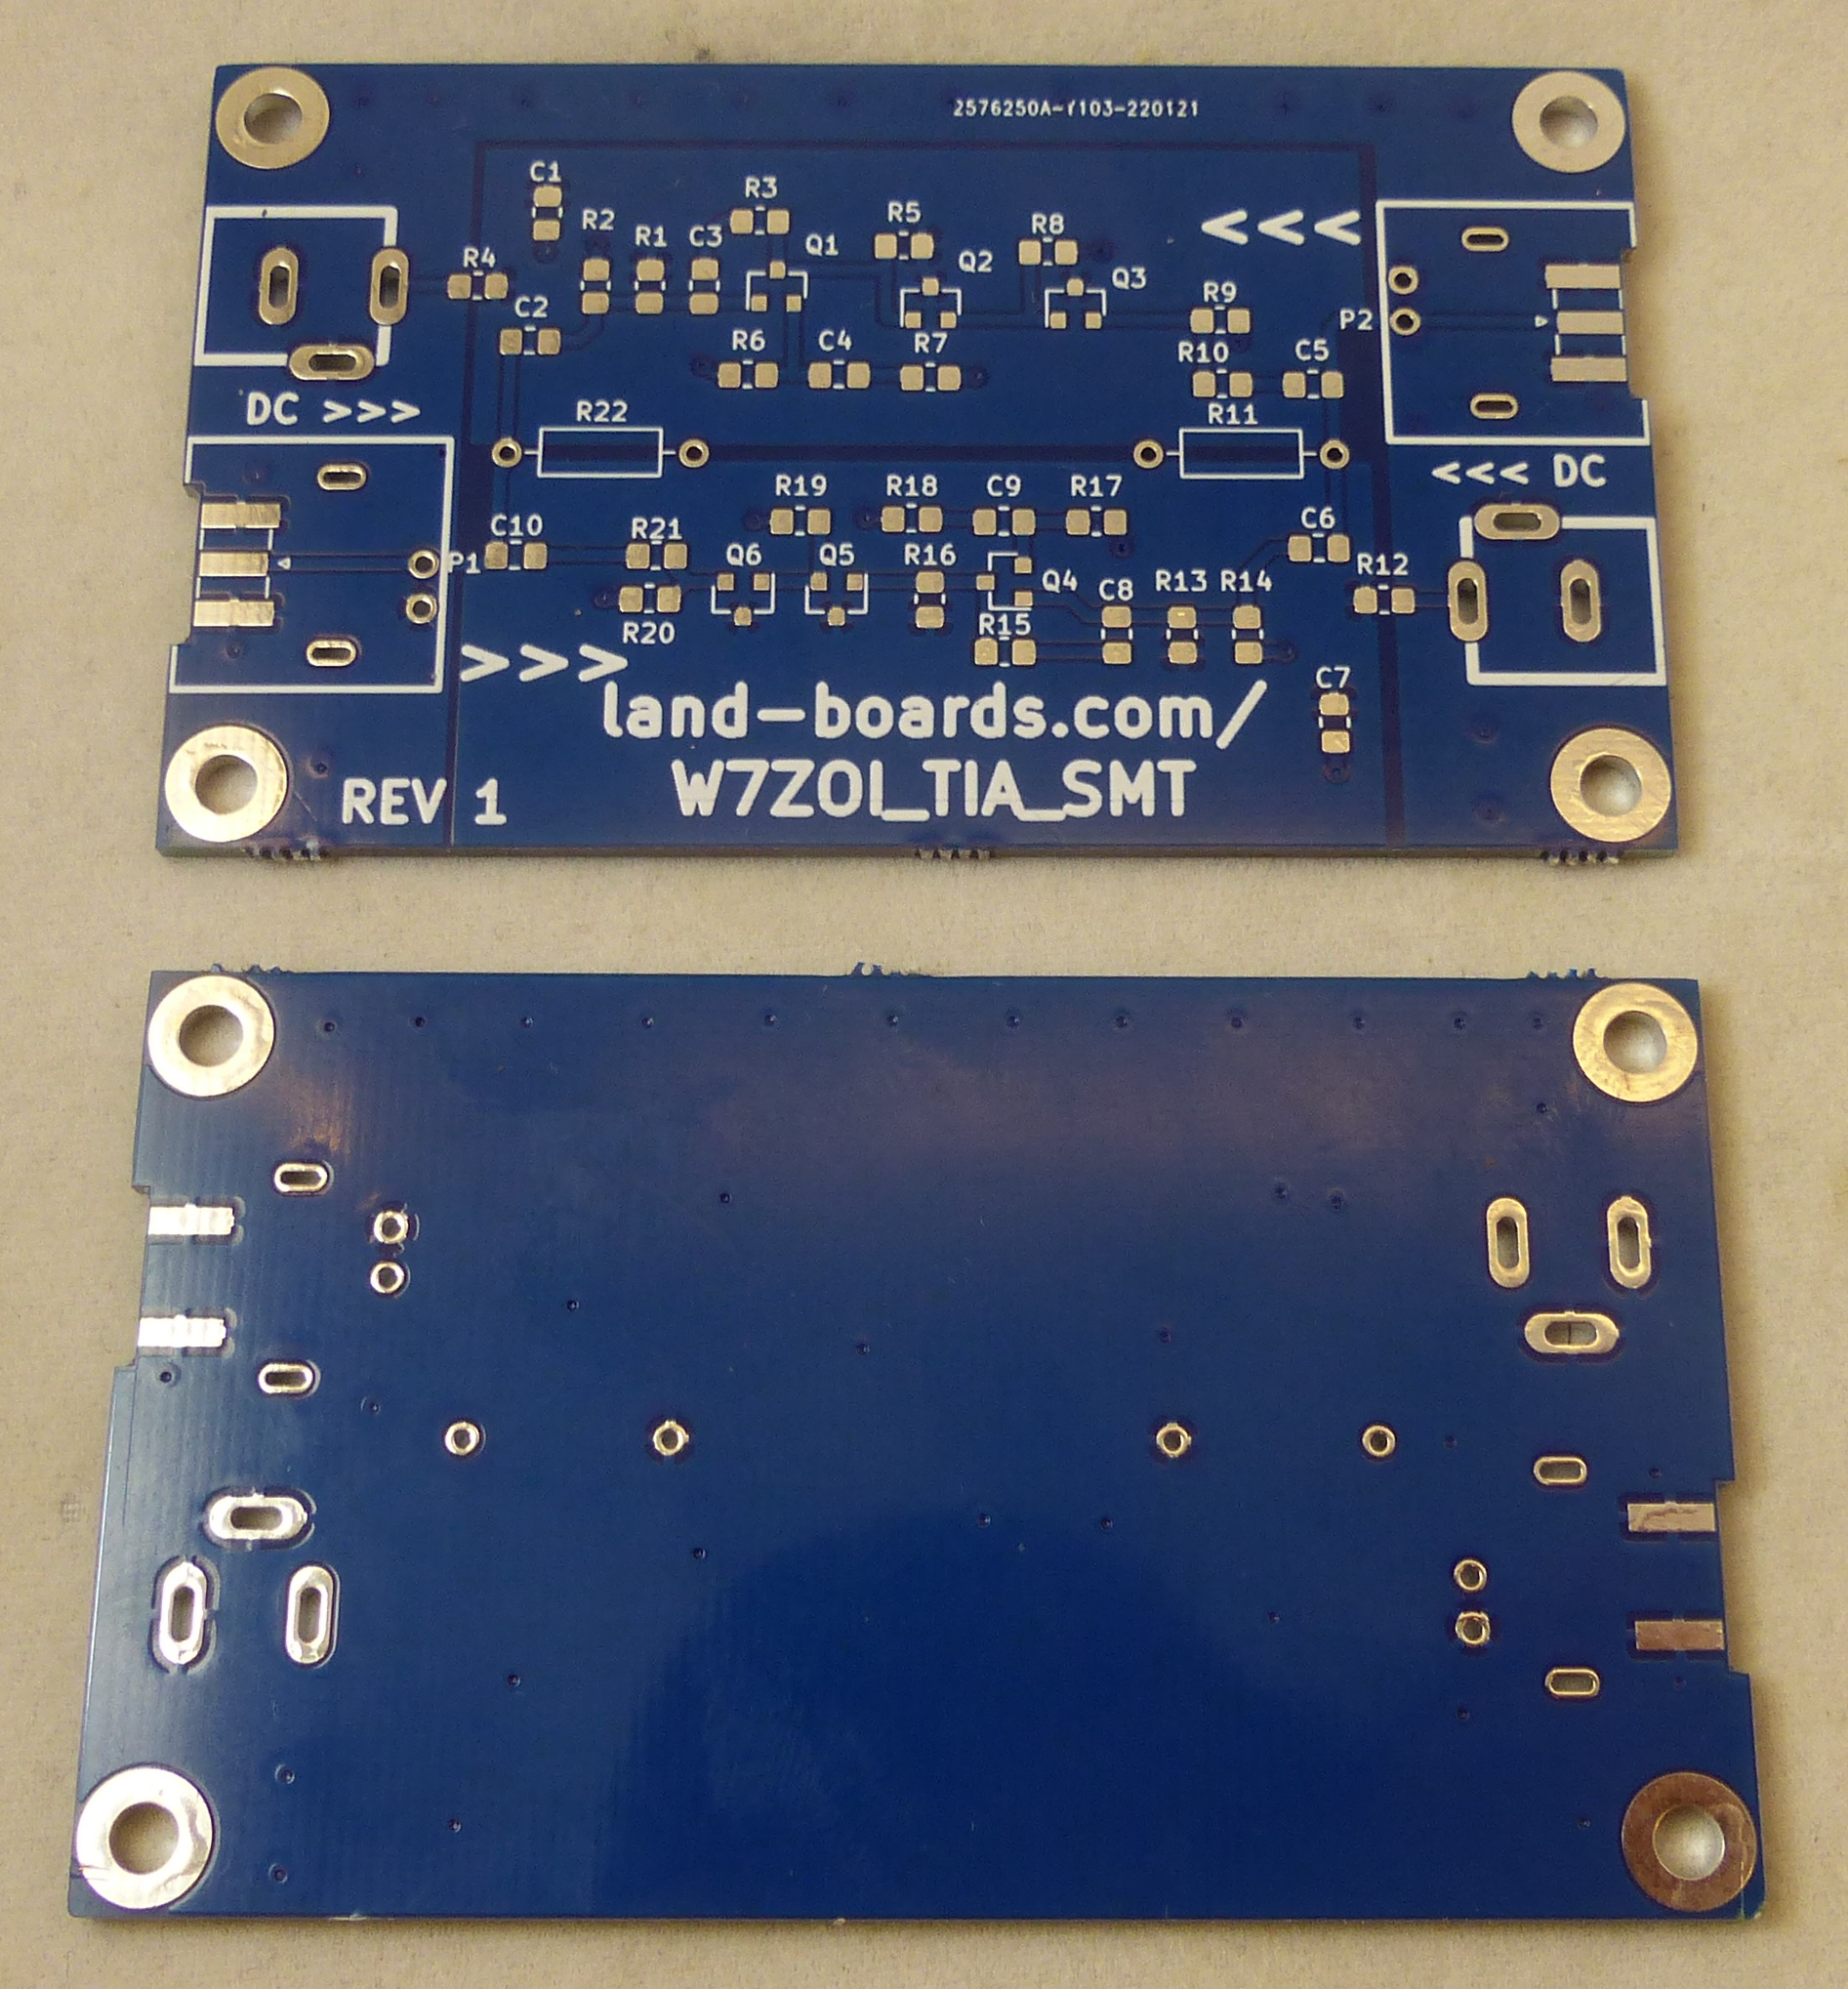 2576250A-Y103-220121
C1
R3
R2
R1
C3
R5
R8
Q1
Q2
Q3
R4
C2
R9
P2
R6
C4
R7
R10
C5
DC >>>
R22
R11
<<<
<<< DC
R19
R18
C9
R17
C10
R21
Q6
Q5
R16
C6
P1
Q4
C8
R13
R14
R12
R20
R15
>>>
C7
land-boards.com/
W7ZOI_TIA_SMT
REV 1